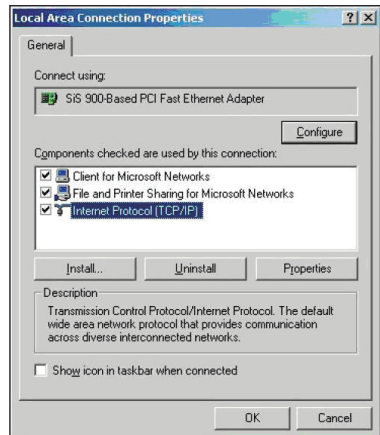 Local Area Connection Properties
General
Connect using:
SiS 900-Based PCI Fast Ethernet Adapter
Configure
Components checked are used by this connection:
Client for Microsoft Networks
File and Printer Sharing for Microsoft Networks
Internet Protocol (TCP/IP)
Install...
Uninstall
Properties
Description
Transmission Control Protocol/Internet Protocol. The default
wide area network protocol that provides communication
across diverse interconnected networks.
Show icon in taskbar when connected
OK
Cancel